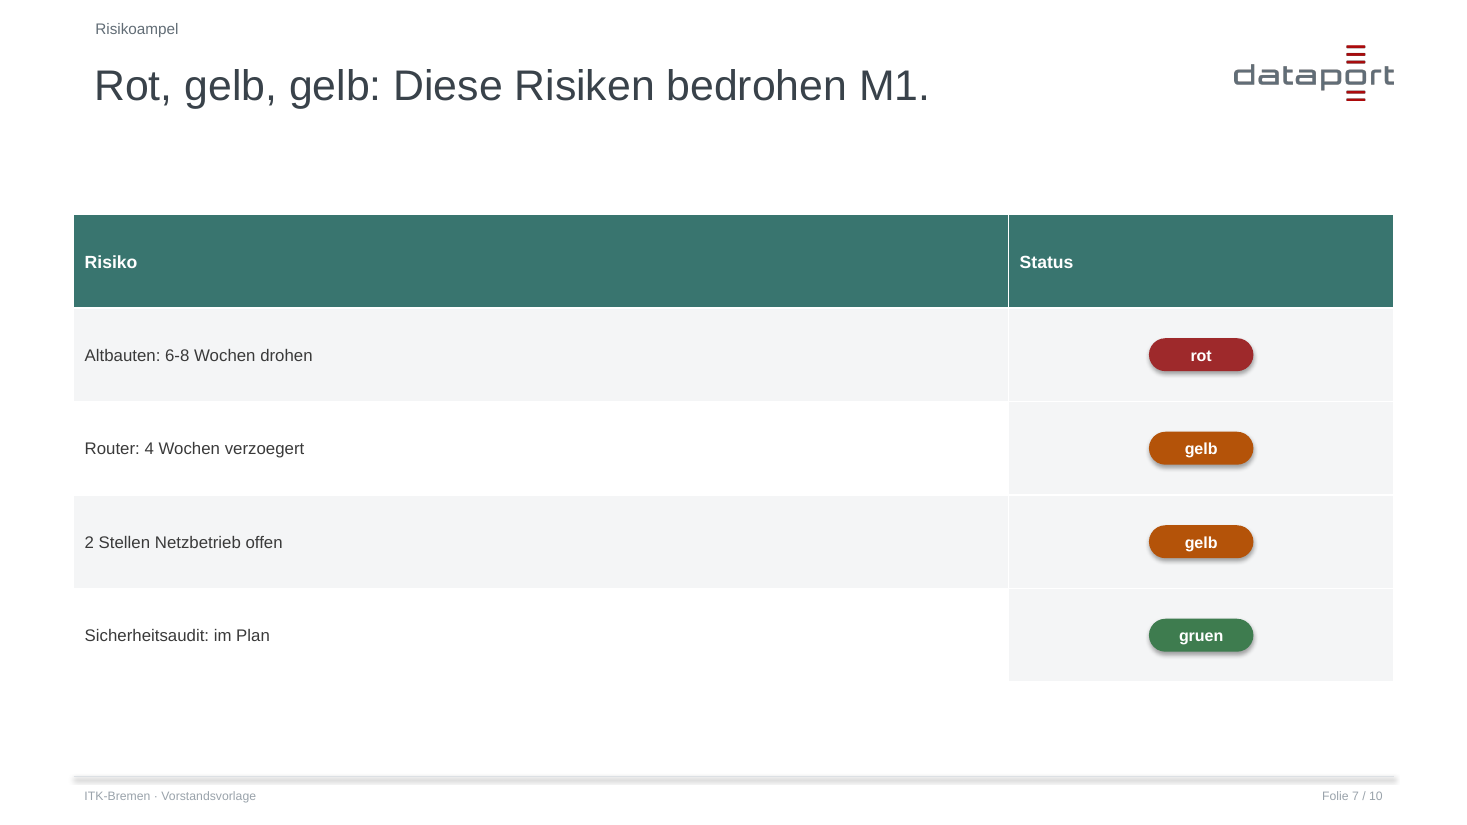 Risikoampel
Rot, gelb, gelb: Diese Risiken bedrohen M1.
dataport
Risiko Status
Altbauten: 6-8 Wochen drohen rot
Router: 4 Wochen verzoegert gelb
2 Stellen Netzbetrieb offen gelb
Sicherheitsaudit: im Plan gruen
ITK-Bremen · Vorstandsvorlage Folie 7 / 10